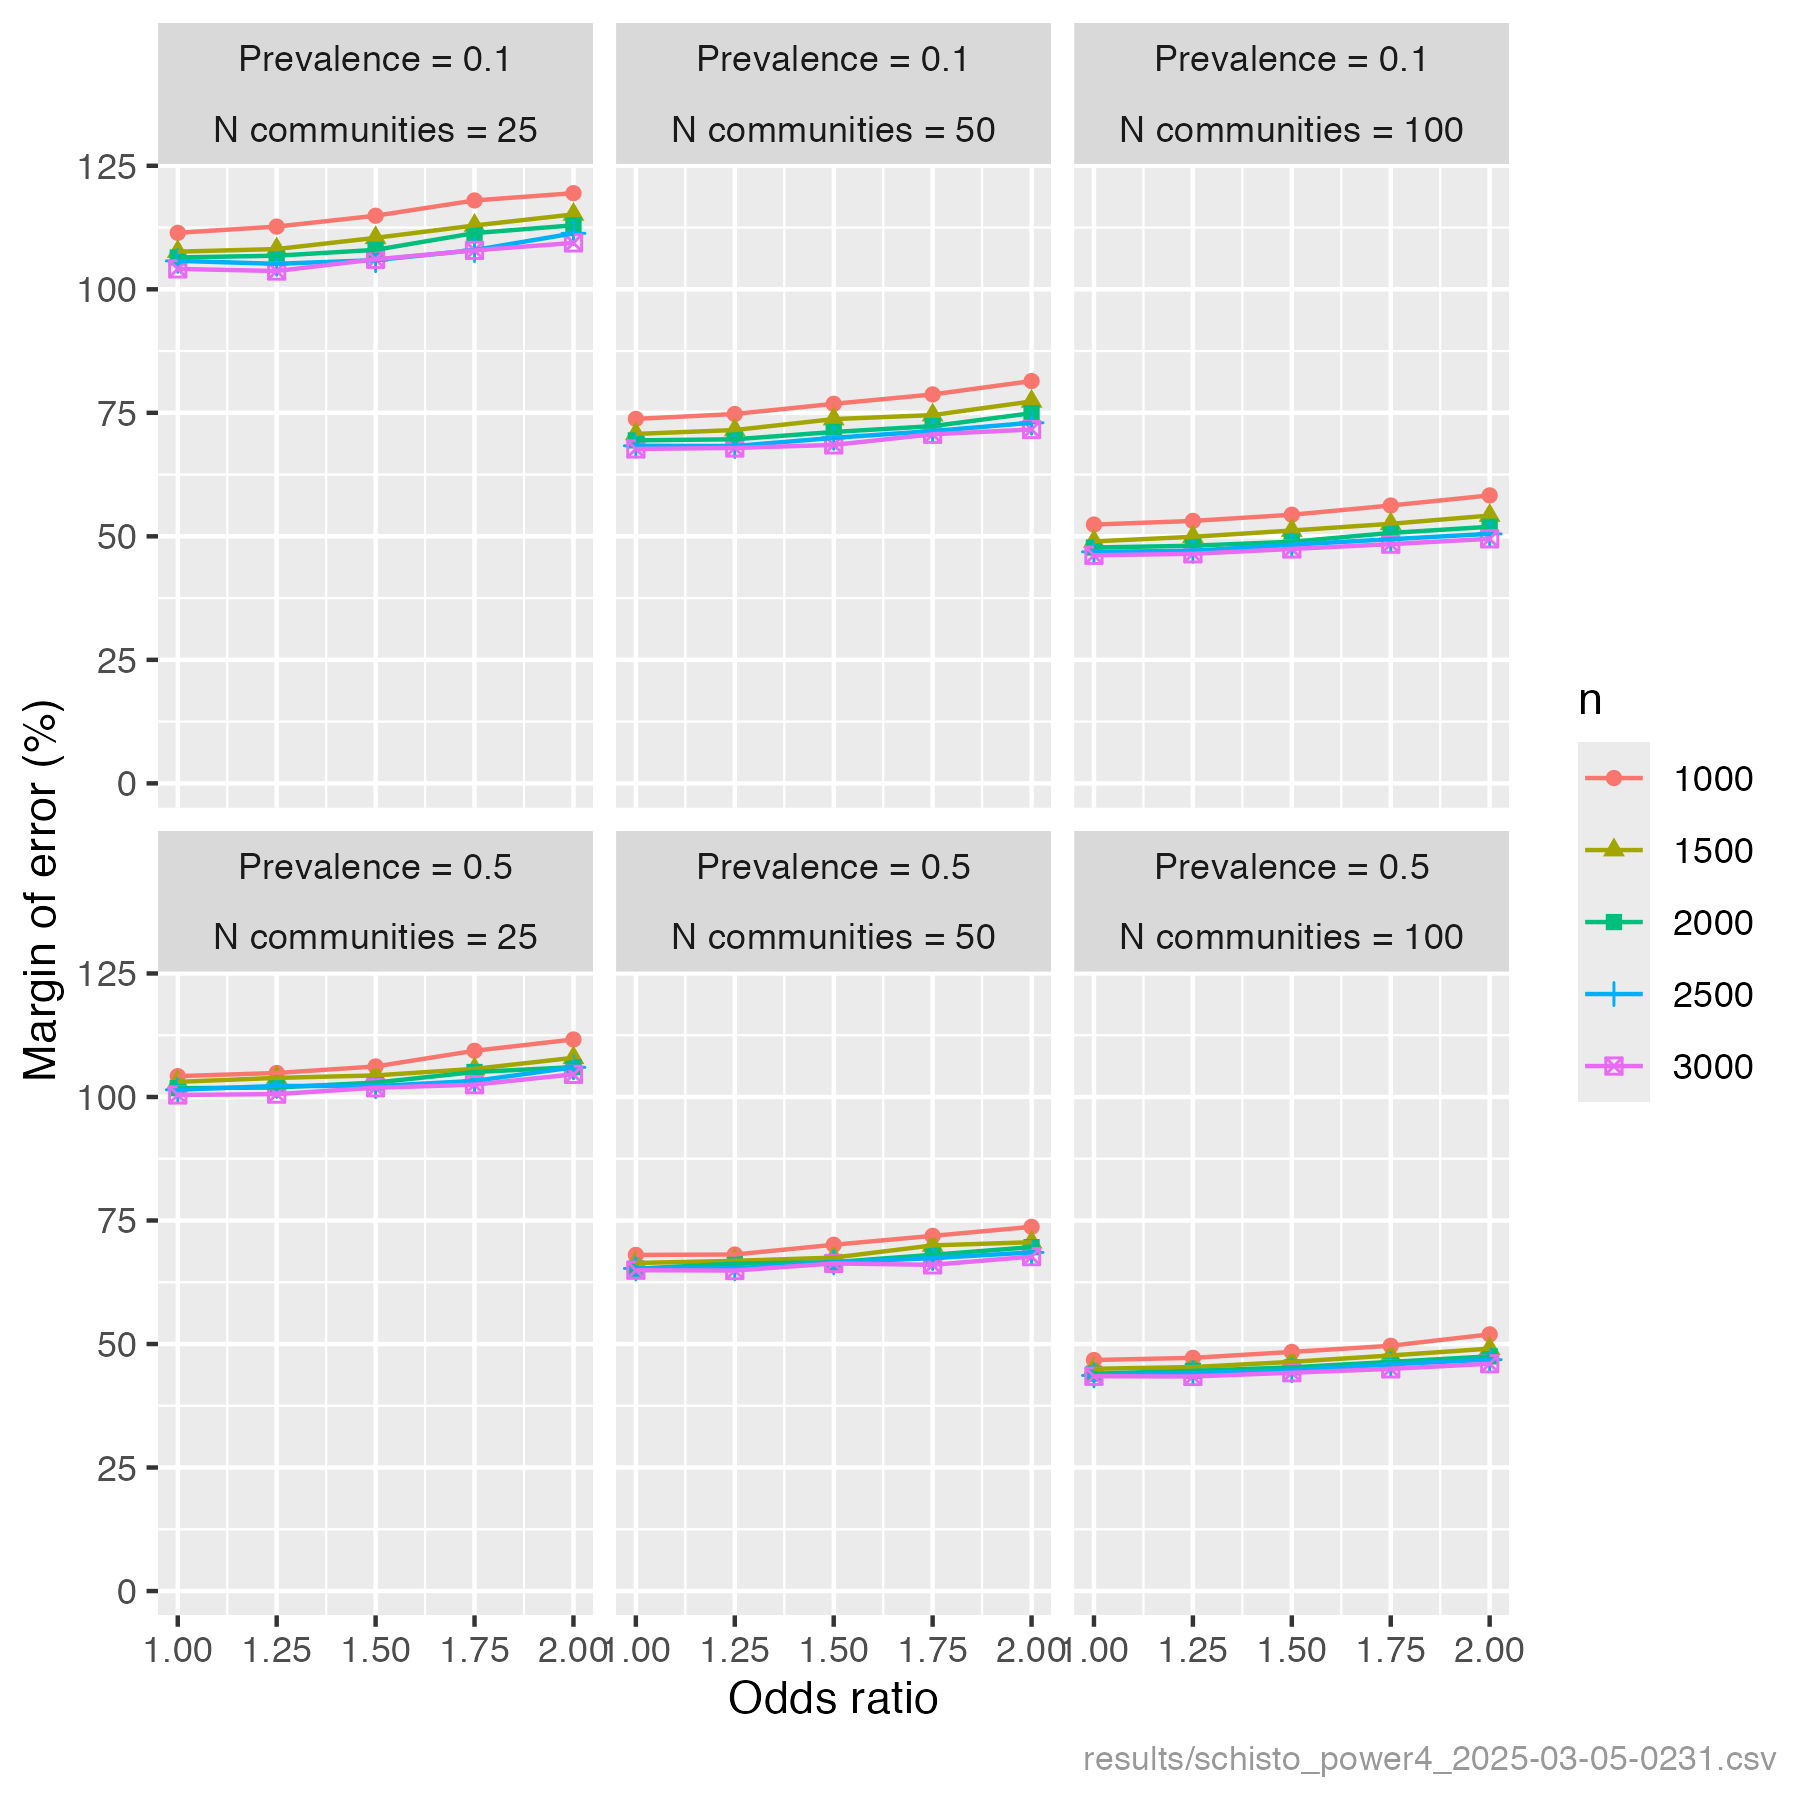 Prevalence = 0.1
N communities = 25
Prevalence = 0.1
N communities = 50
Prevalence = 0.1
N communities = 100
125
100
75
50
25
0
Prevalence = 0.5
N communities = 25
Prevalence = 0.5
N communities = 50
Prevalence = 0.5
N communities = 100
125
100
75
50
25
0
1.00 1.25 1.50 1.75 2.00
1.00 1.25 1.50 1.75 2.00
1.00 1.25 1.50 1.75 2.00
Margin of error (%)
Odds ratio
n
1000
1500
2000
2500
3000
results/schisto_power4_2025-03-05-0231.csv